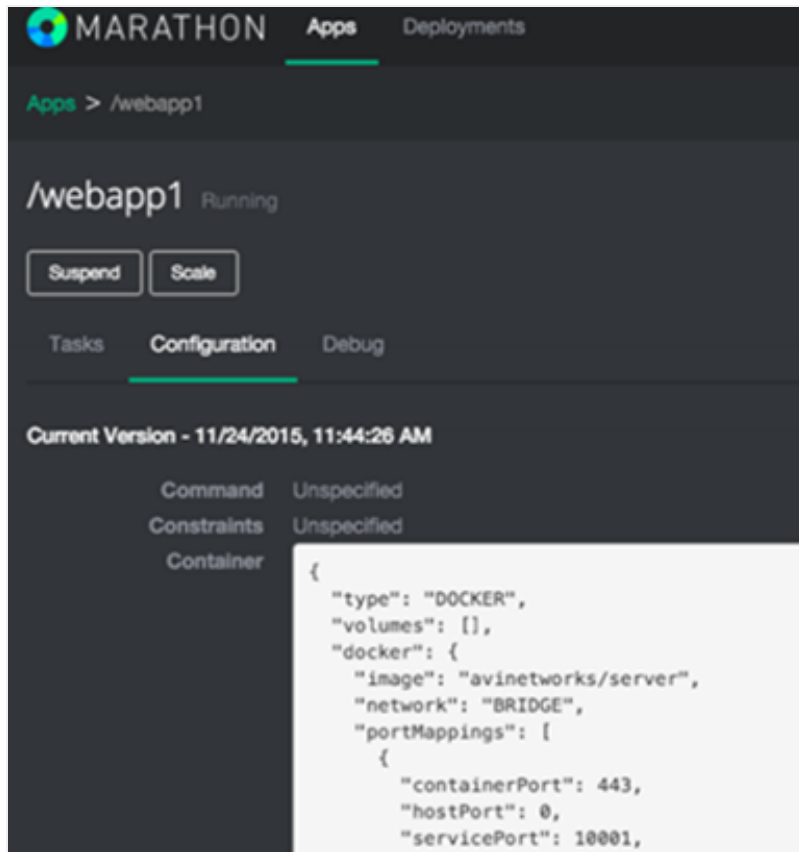 MARATHON Apps Deployments
Apps > /webapp1
/webapp1 Running
Suspend Scale
Tasks Configuration Debug
Current Version - 11/24/2015, 11:44:26 AM
Command Unspecified
Constraints Unspecified
Container
{
"type": "DOCKER",
"volumes": [],
"docker": {
"image": "avinetworks/server",
"network": "BRIDGE",
"portMappings": [
{
"containerPort": 443,
"hostPort": 0,
"servicePort": 10001,